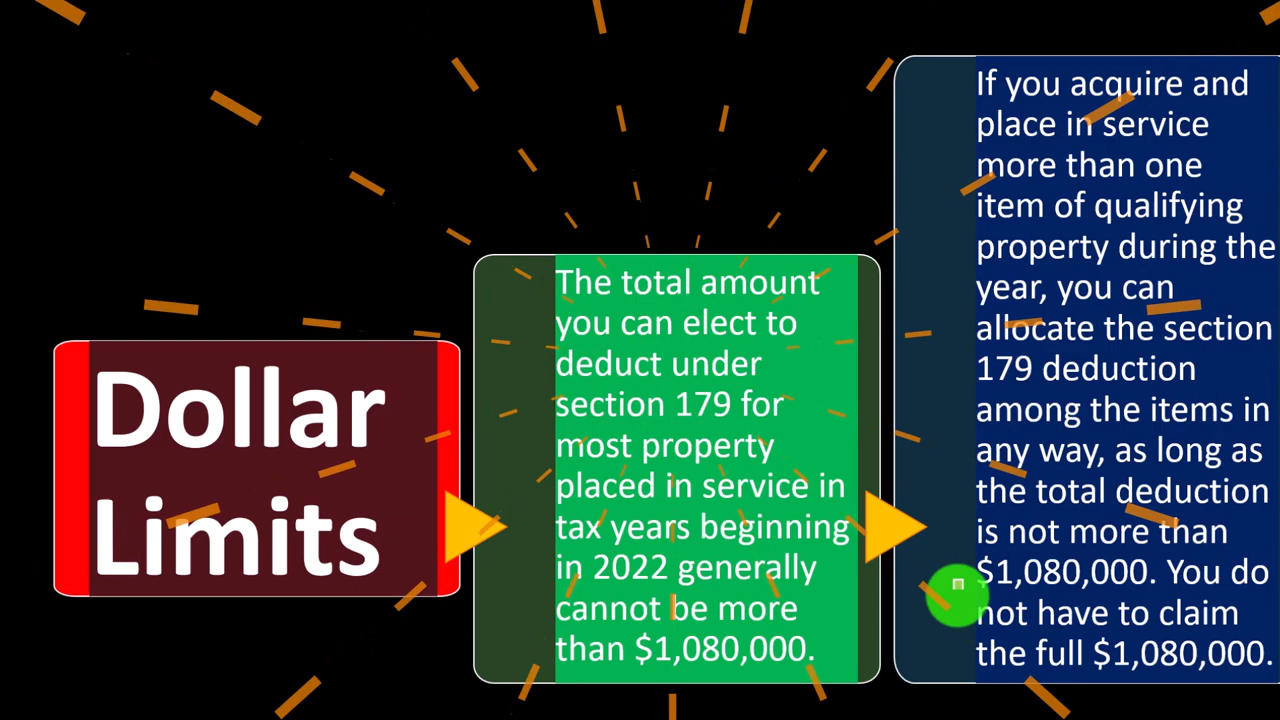 Dollar
Limits
The total amount
you can elect to
deduct under
section 179 for
most property
placed in service in
tax years beginning
in 2022 generally
cannot be more
than $1,080,000.
If you acquire and
place in service
more than one
item of qualifying
property during the
year, you can
allocate the section
179 deduction
among the items in
any way, as long as
the total deduction
is not more than
$1,080,000. You do
not have to claim
the full $1,080,000.